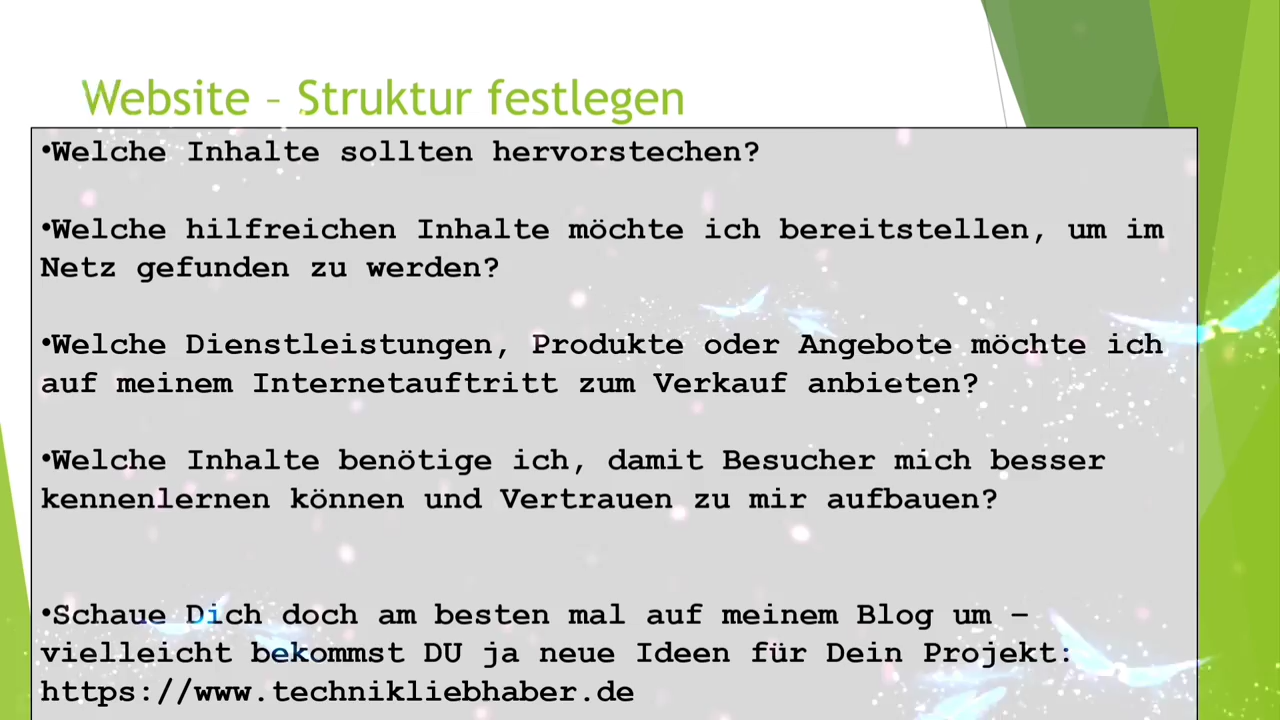 Website – Struktur festlegen
•Welche Inhalte sollten hervorstechen?
•Welche hilfreichen Inhalte möchte ich bereitstellen, um im
Netz gefunden zu werden?
•Welche Dienstleistungen, Produkte oder Angebote möchte ich
auf meinem Internetauftritt zum Verkauf anbieten?
•Welche Inhalte benötige ich, damit Besucher mich besser
kennenlernen können und Vertrauen zu mir aufbauen?
•Schaue Dich doch am besten mal auf meinem Blog um –
vielleicht bekommst DU ja neue Ideen für Dein Projekt:
https://www.technikliebhaber.de